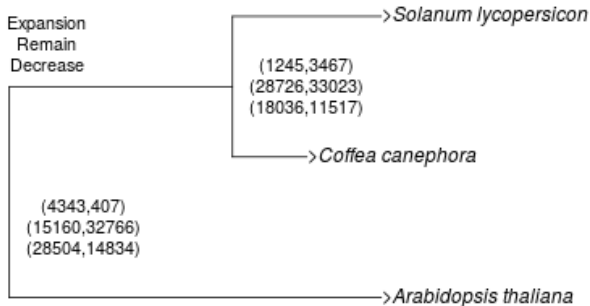 Expansion
Remain
Decrease
>Solanum lycopersicon
(1245,3467)
(28726,33023)
(18036,11517)
>Coffea canephora
(4343,407)
(15160,32766)
(28504,14834)
>Arabidopsis thaliana